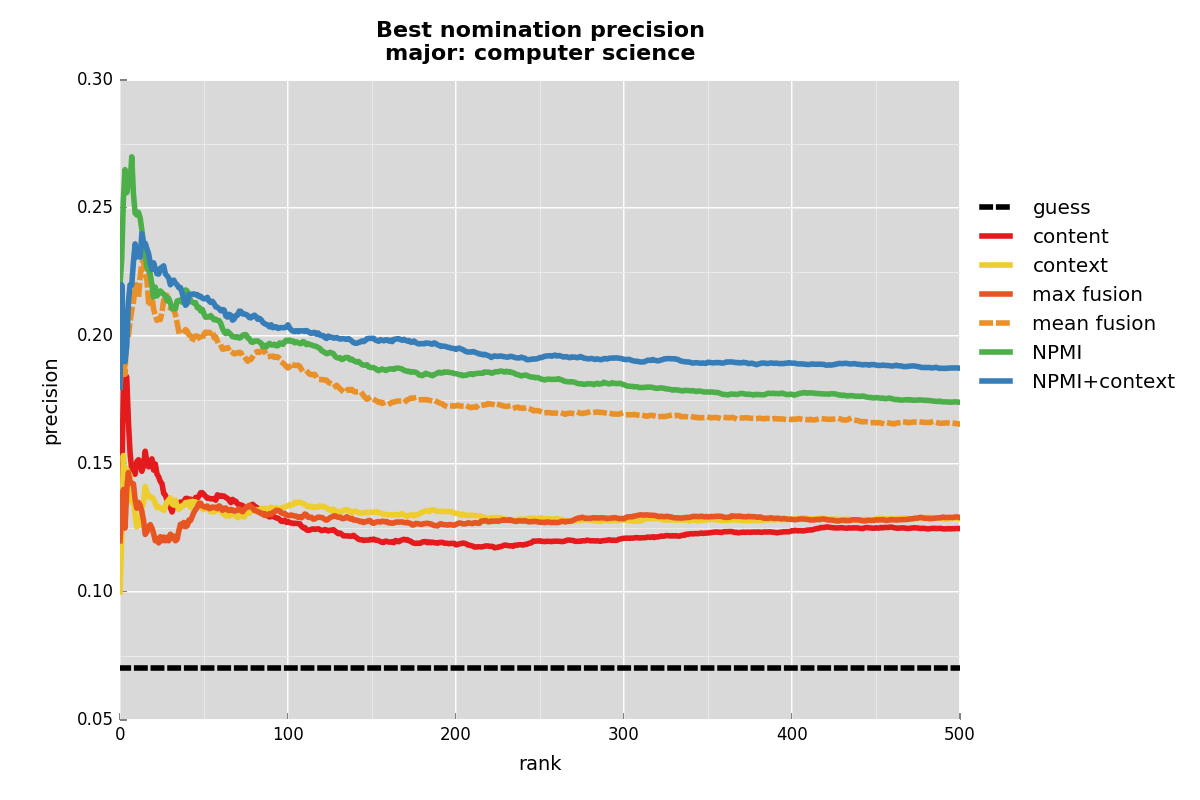 Best nomination precision
major: computer science
precision
0.30
0.25
0.20
0.15
0.10
0.05
0
100
200
300
400
500
rank
guess
content
context
max fusion
mean fusion
NPMI
NPMI+context